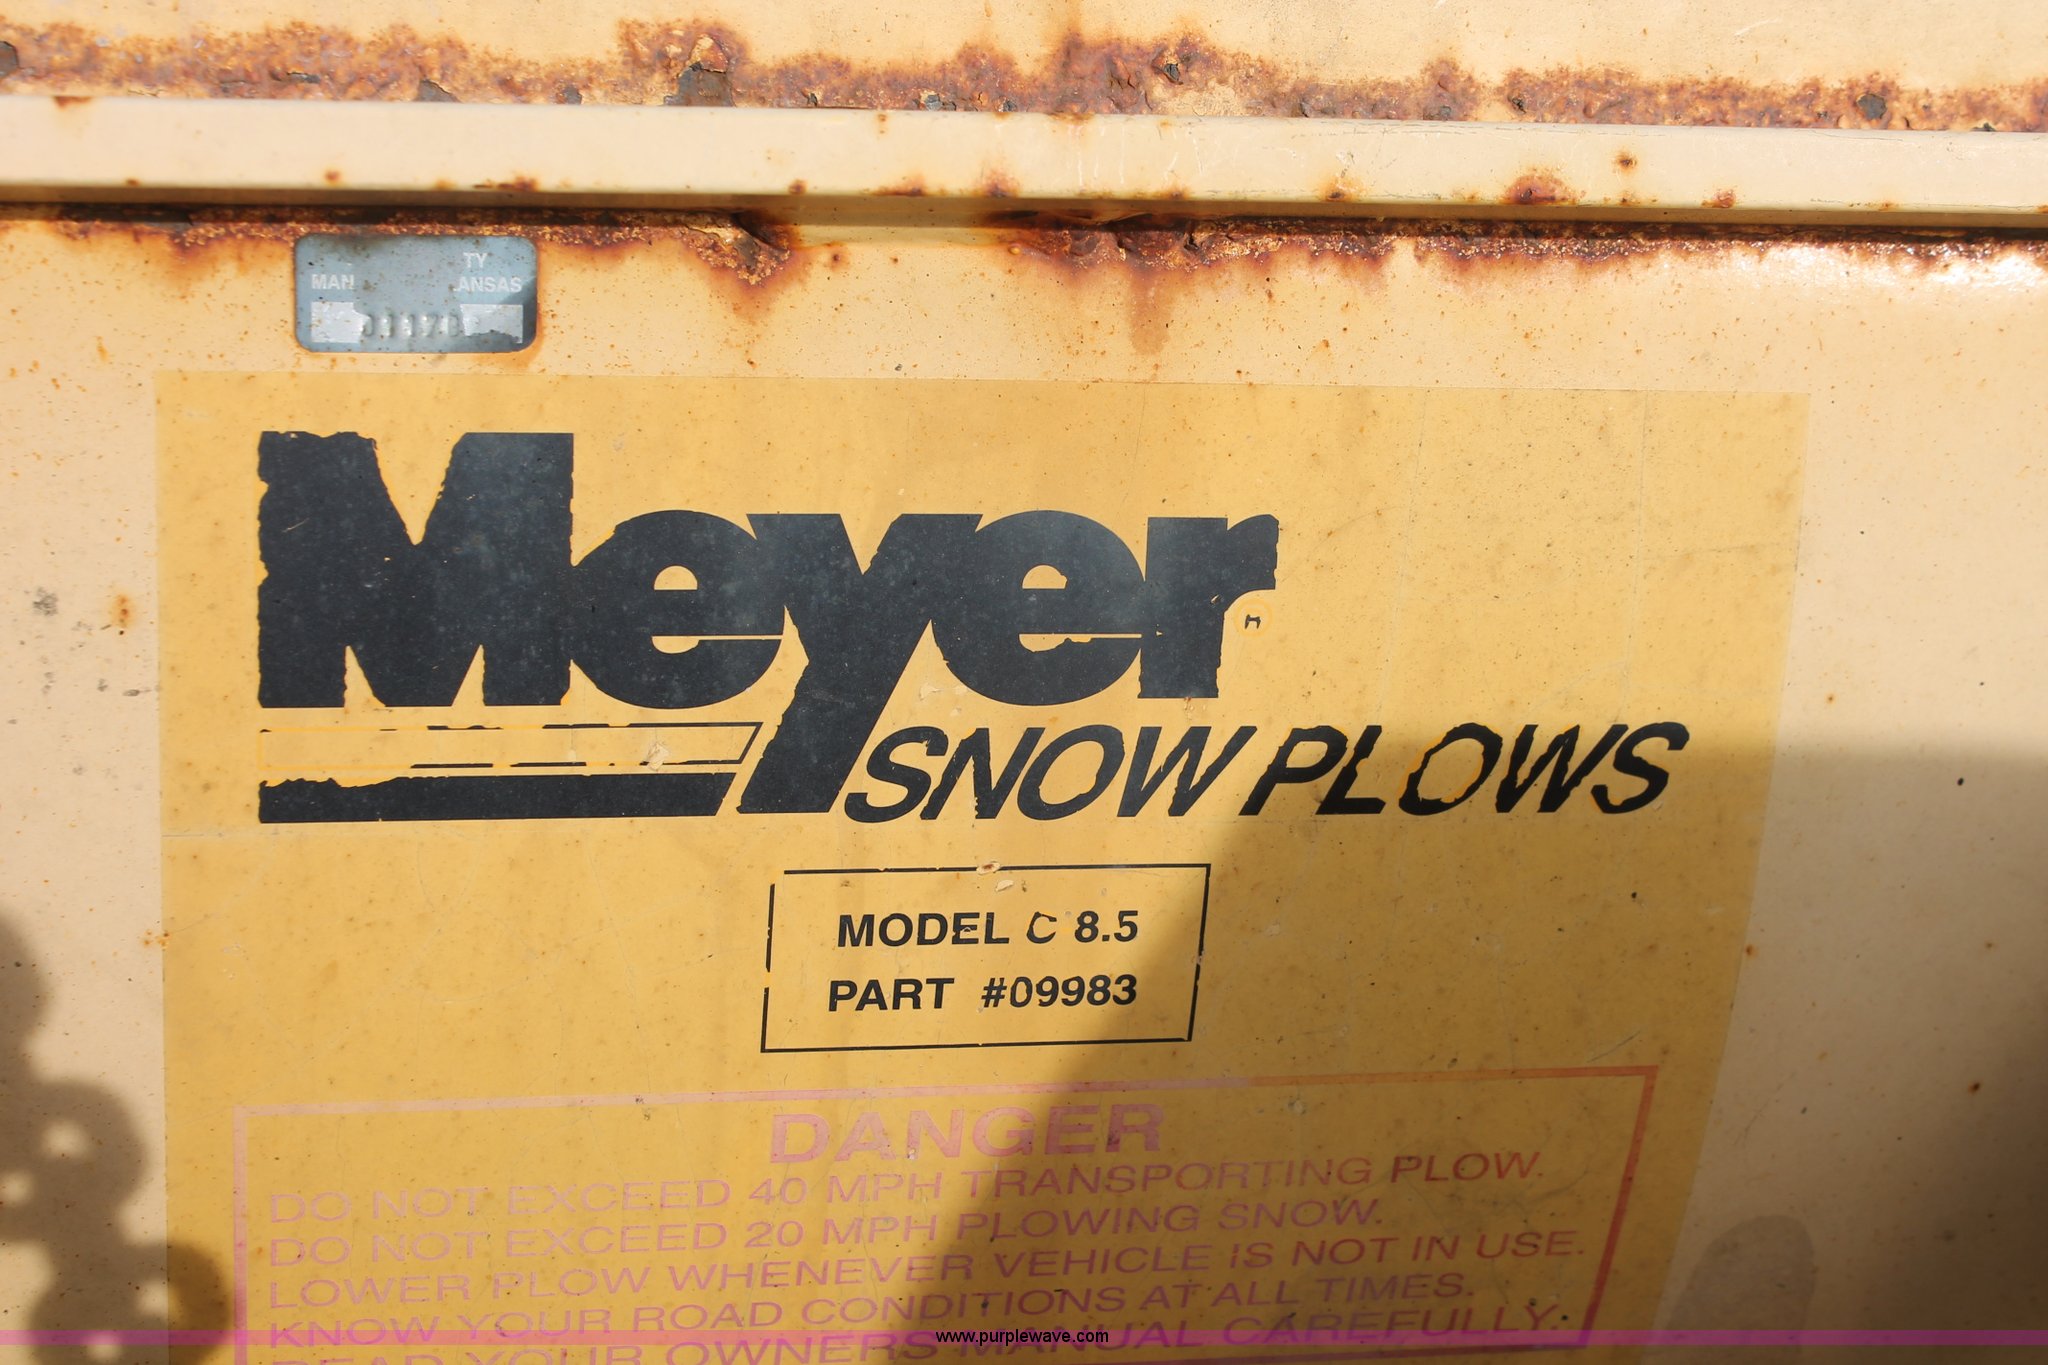 TY
MAN ANSAS
Meyer
SNOW PLOWS
MODEL C 8.5
PART #09983
DANGER
DO NOT EXCEED 40 MPH TRANSPORTING PLOW.
DO NOT EXCEED 20 MPH PLOWING SNOW.
LOWER PLOW WHENEVER VEHICLE IS NOT IN USE.
KNOW YOUR ROAD CONDITIONS AT ALL TIMES.
READ YOUR OWNERS MANUAL CAREFULLY.
www.purplewave.com